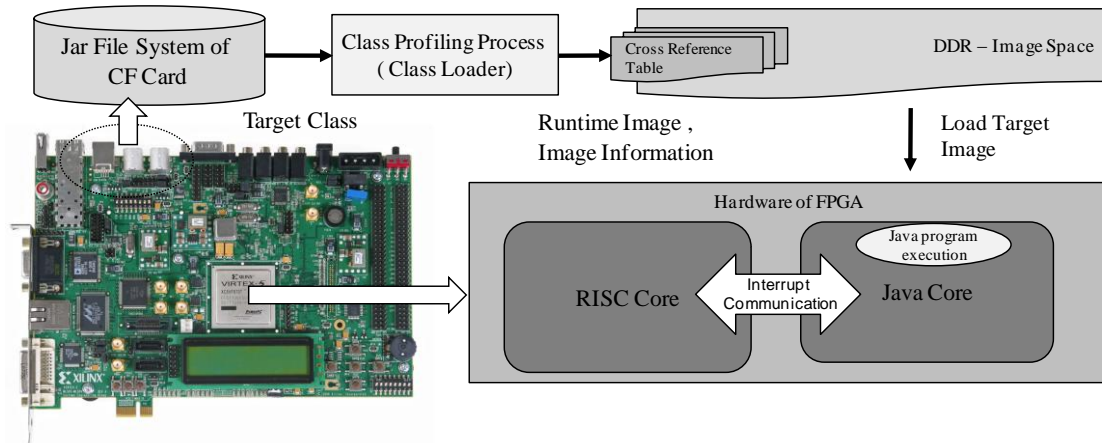 Jar File System of
CF Card
Class Profiling Process
( Class Loader)
Cross Reference
Table
DDR – Image Space
Target Class
Runtime Image ,
Image Information
Load Target
Image
Hardware of FPGA
RISC Core
Interrupt
Communication
Java program
execution
Java Core
XILINX
VIRTEX-5
XILINX